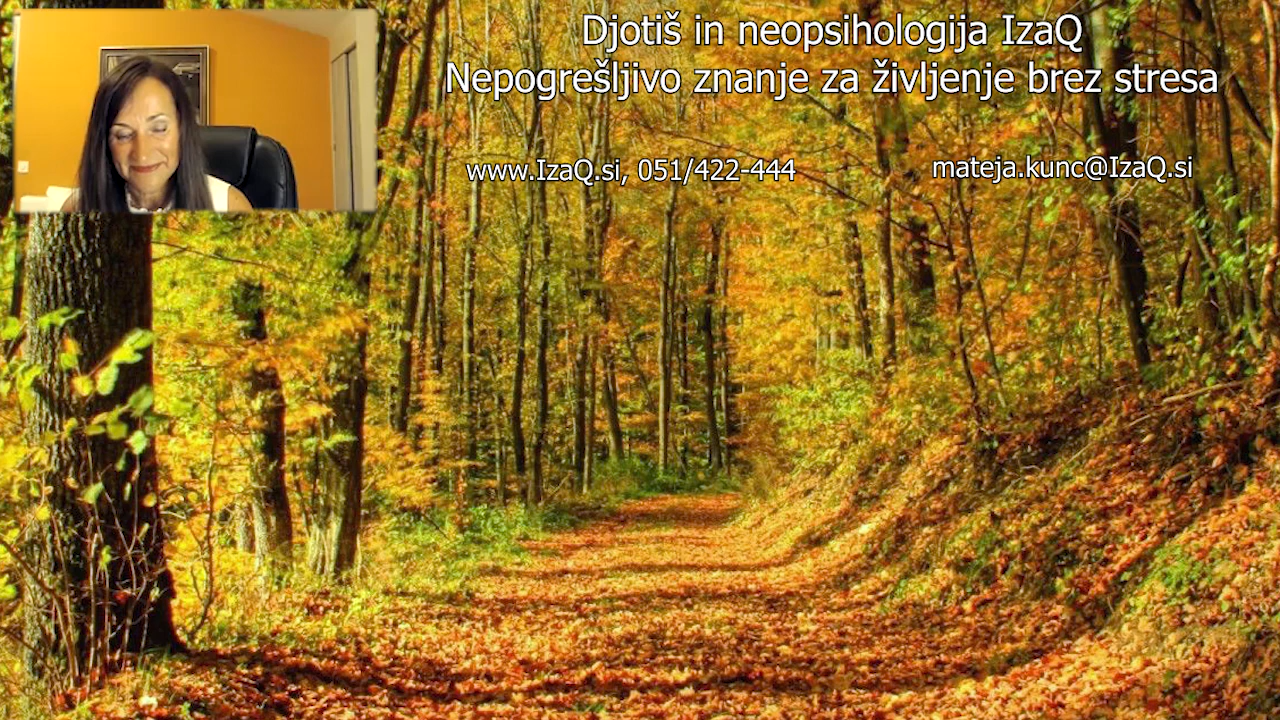 Djotiš in neopsihologija IzaQ
Nepogrešljivo znanje za življenje brez stresa
www.IzaQ.si, 051/422-444
mateja.kunc@IzaQ.si